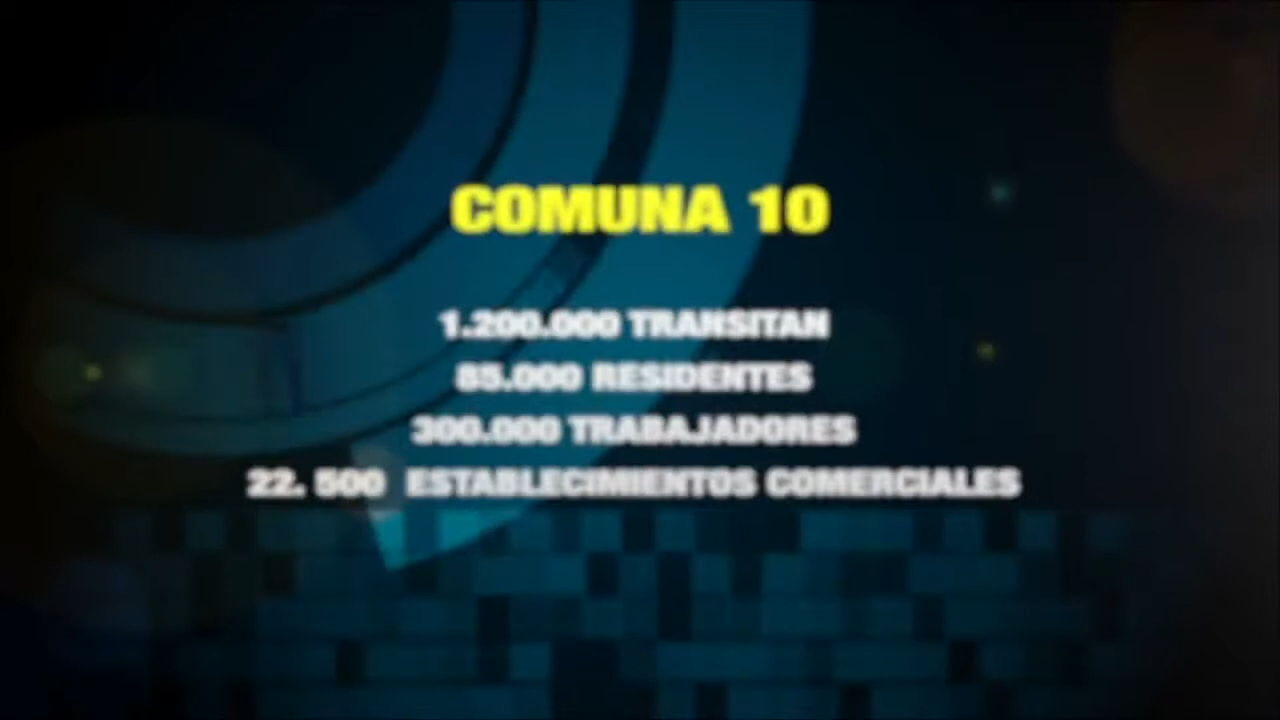 COMUNA 10
1.200.000 TRANSITAN
85.000 RESIDENTES
300.000 TRABAJADORES
22. 500 ESTABLECIMIENTOS COMERCIALES